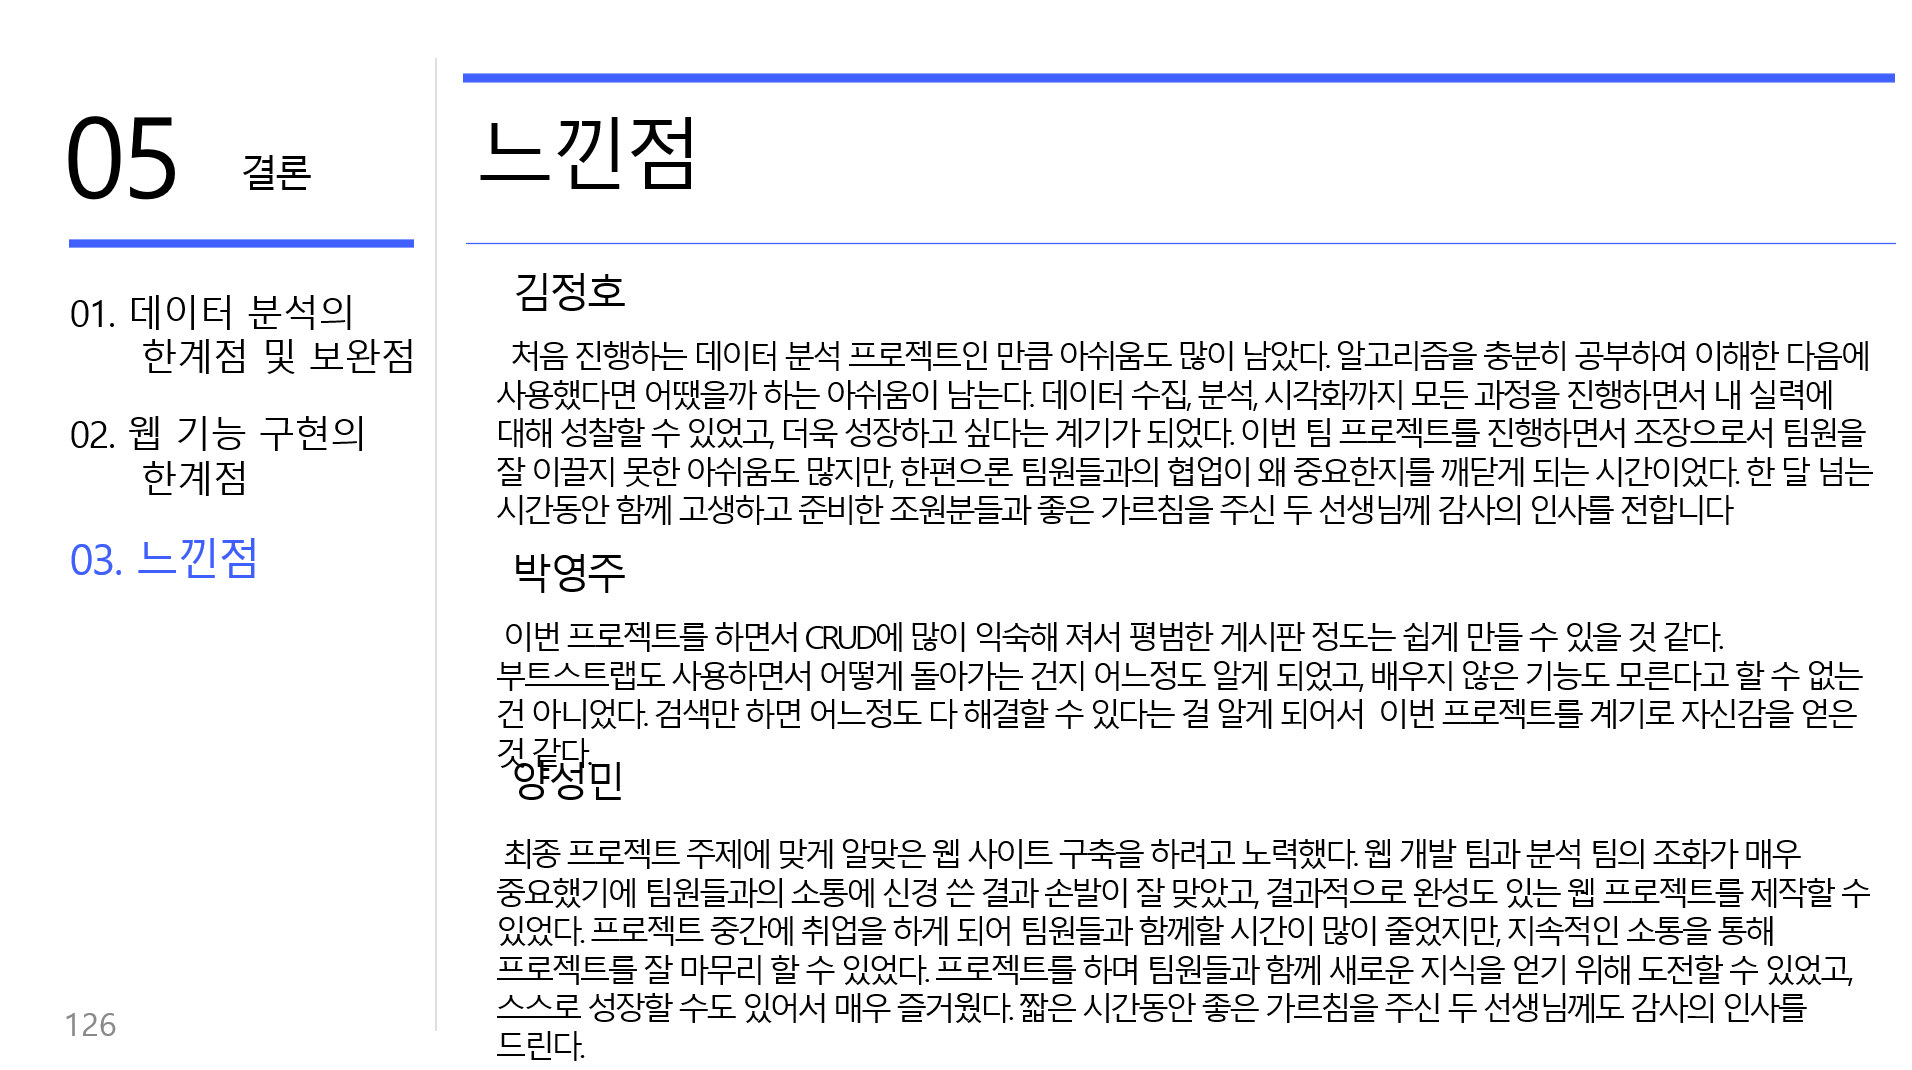 05 결론
01. 데이터 분석의
한계점 및 보완점
02. 웹 기능 구현의
한계점
03. 느낀점
126
느낀점
김정호
처음 진행하는 데이터 분석 프로젝트인 만큼 아쉬움도 많이 남았다. 알고리즘을 충분히 공부하여 이해한 다음에
사용했다면 어땠을까 하는 아쉬움이 남는다. 데이터 수집, 분석, 시각화까지 모든 과정을 진행하면서 내 실력에
대해 성찰할 수 있었고, 더욱 성장하고 싶다는 계기가 되었다. 이번 팀 프로젝트를 진행하면서 조장으로서 팀원을
잘 이끌지 못한 아쉬움도 많지만, 한편으론 팀원들과의 협업이 왜 중요한지를 깨닫게 되는 시간이었다. 한 달 넘는
시간동안 함께 고생하고 준비한 조원분들과 좋은 가르침을 주신 두 선생님께 감사의 인사를 전합니다
박영주
이번 프로젝트를 하면서 CRUD에 많이 익숙해 져서 평범한 게시판 정도는 쉽게 만들 수 있을 것 같다.
부트스트랩도 사용하면서 어떻게 돌아가는 건지 어느정도 알게 되었고, 배우지 않은 기능도 모른다고 할 수 없는
건 아니었다. 검색만 하면 어느정도 다 해결할 수 있다는 걸 알게 되어서 이번 프로젝트를 계기로 자신감을 얻은
것 같다.
양성민
최종 프로젝트 주제에 맞게 알맞은 웹 사이트 구축을 하려고 노력했다. 웹 개발 팀과 분석 팀의 조화가 매우
중요했기에 팀원들과의 소통에 신경 쓴 결과 손발이 잘 맞았고, 결과적으로 완성도 있는 웹 프로젝트를 제작할 수
있었다. 프로젝트 중간에 취업을 하게 되어 팀원들과 함께할 시간이 많이 줄었지만, 지속적인 소통을 통해
프로젝트를 잘 마무리 할 수 있었다. 프로젝트를 하며 팀원들과 함께 새로운 지식을 얻기 위해 도전할 수 있었고,
스스로 성장할 수도 있어서 매우 즐거웠다. 짧은 시간동안 좋은 가르침을 주신 두 선생님께도 감사의 인사를
드린다.